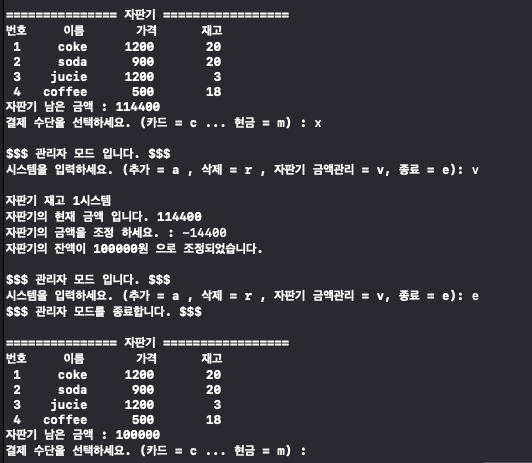 =============== 자판기 =================
번호 이름 가격 재고
1 coke 1200 20
2 soda 900 20
3 jucie 1200 3
4 coffee 500 18
자판기 남은 금액 : 114400
결제 수단을 선택하세요. (카드 = c ... 현금 = m) : x
$$$ 관리자 모드 입니다. $$$
시스템을 입력하세요. (추가 = a , 삭제 = r , 자판기 금액관리 = v, 종료 = e): v
자판기 재고 1시스템
자판기의 현재 금액 입니다. 114400
자판기의 금액을 조정 하세요. : -14400
자판기의 잔액이 100000원 으로 조정되었습니다.
$$$ 관리자 모드 입니다. $$$
시스템을 입력하세요. (추가 = a , 삭제 = r , 자판기 금액관리 = v, 종료 = e): e
$$$ 관리자 모드를 종료합니다. $$$
=============== 자판기 =================
번호 이름 가격 재고
1 coke 1200 20
2 soda 900 20
3 jucie 1200 3
4 coffee 500 18
자판기 남은 금액 : 100000
결제 수단을 선택하세요. (카드 = c ... 현금 = m) :